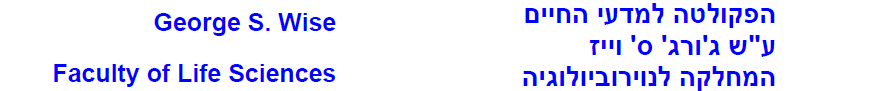 George S. Wise
Faculty of Life Sciences
הפקולטה למדעי החיים
ע"ש ג'ורג' ס' וייז
המחלקה לנוירוביולוגיה